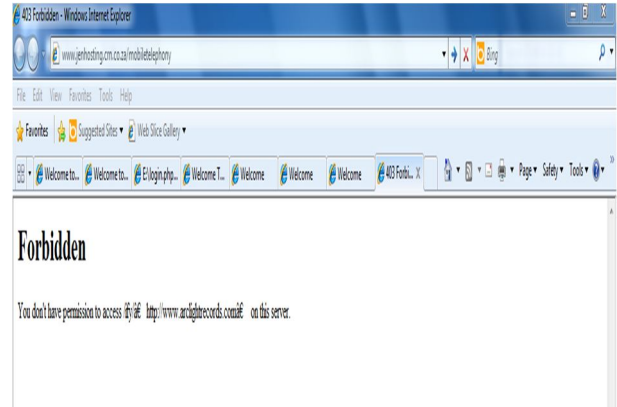 403 Forbidden - Windows Internet Explorer
www.jenhosting.cm.co.za/mobiletelephony
Bing
File Edit View Favorites Tools Help
Favorites Suggested Sites Web Slice Gallery
Welcome to... Welcome to... E:\login.php... Welcome T... Welcome Welcome Welcome 403 Forbi... X Page Safety Tools
Forbidden
You don't have permission to access /ify/â€ http://www.arclightrecords.comâ€ on this server.